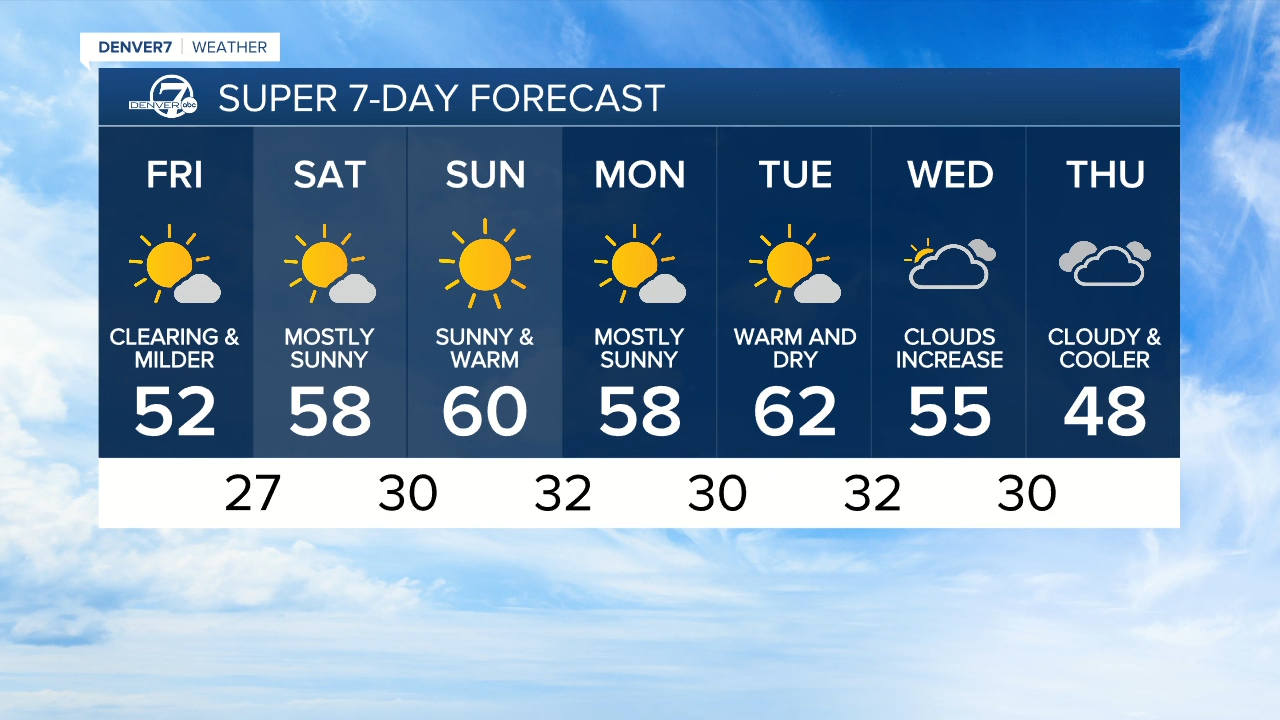 DENVER7 | WEATHER
7
DENVER abc
SUPER 7-DAY FORECAST
FRI SAT SUN MON TUE WED THU
CLEARING & MOSTLY SUNNY & MOSTLY WARM AND CLOUDS CLOUDY &
MILDER SUNNY WARM SUNNY DRY INCREASE COOLER
52 58 60 58 62 55 48
27 30 32 30 32 30